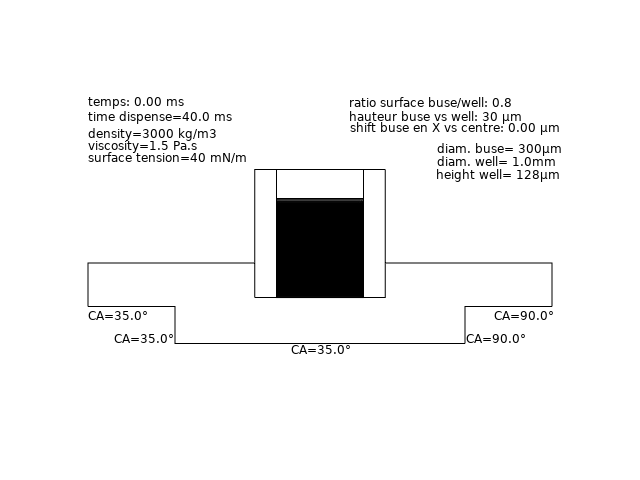 temps: 0.00 ms
time dispense=40.0 ms
density=3000 kg/m3
viscosity=1.5 Pa.s
surface tension=40 mN/m
ratio surface buse/well: 0.8
hauteur buse vs well: 30 µm
shift buse en X vs centre: 0.00 µm
diam. buse= 300µm
diam. well= 1.0mm
height well= 128µm
CA=35.0°
CA=90.0°
CA=35.0°
CA=90.0°
CA=35.0°